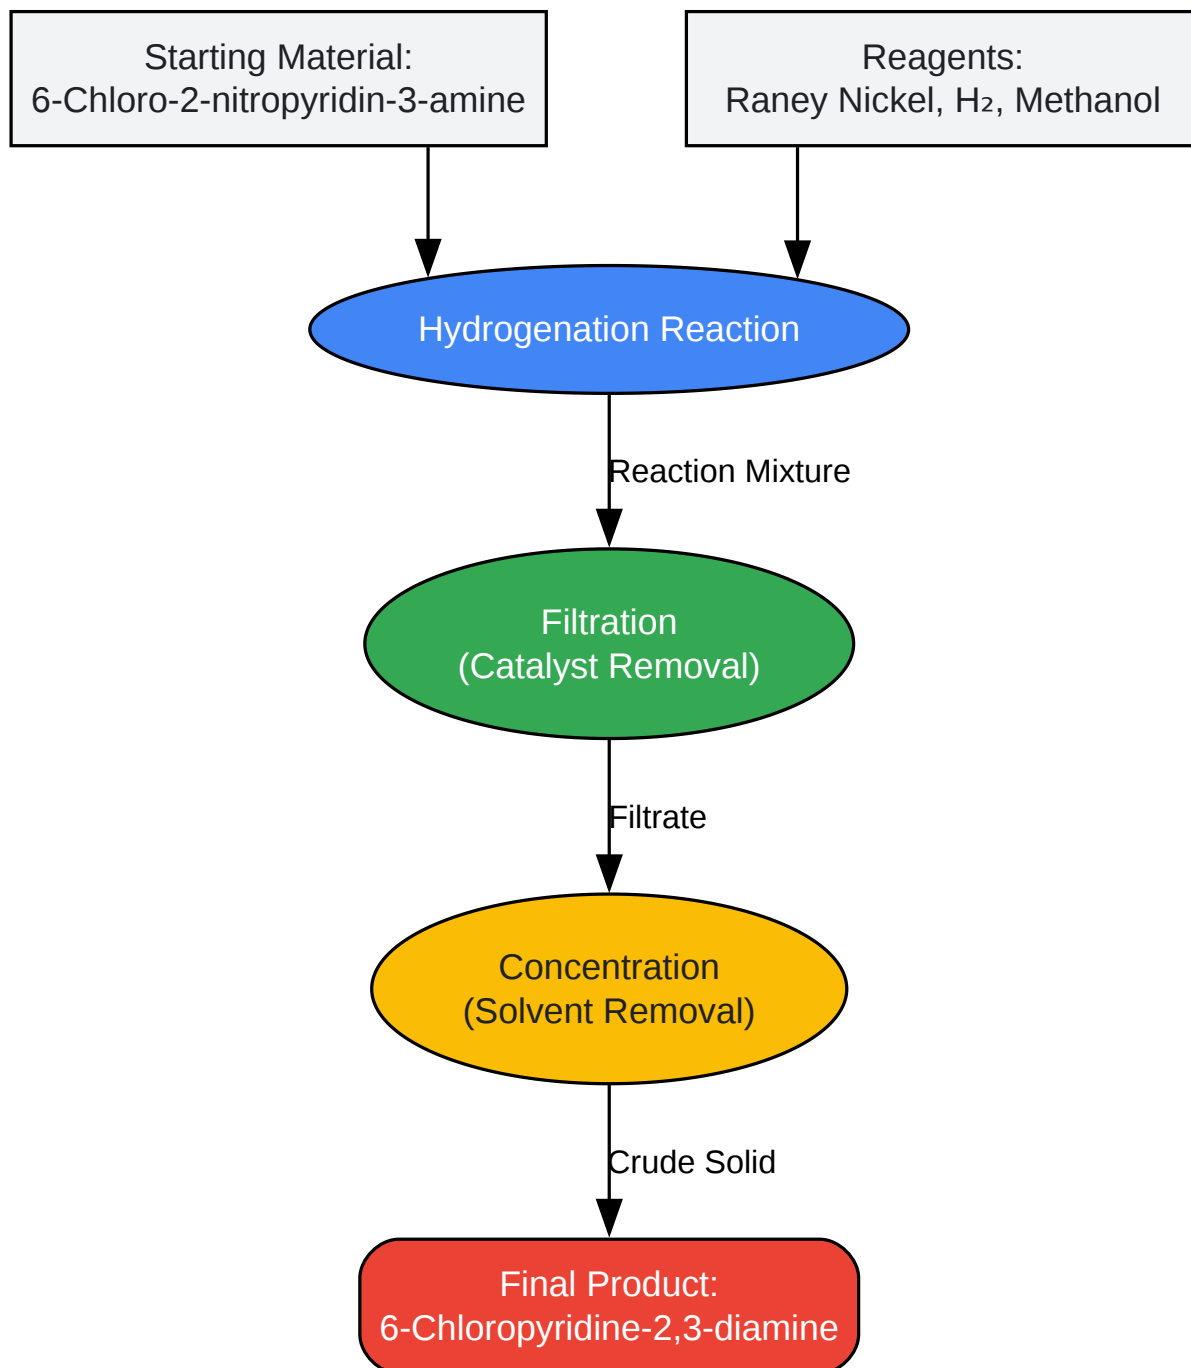 Starting Material:
6-Chloro-2-nitropyridin-3-amine
Reagents:
Raney Nickel, H₂, Methanol
Hydrogenation Reaction
Reaction Mixture
Filtration
(Catalyst Removal)
Filtrate
Concentration
(Solvent Removal)
Crude Solid
Final Product:
6-Chloropyridine-2,3-diamine